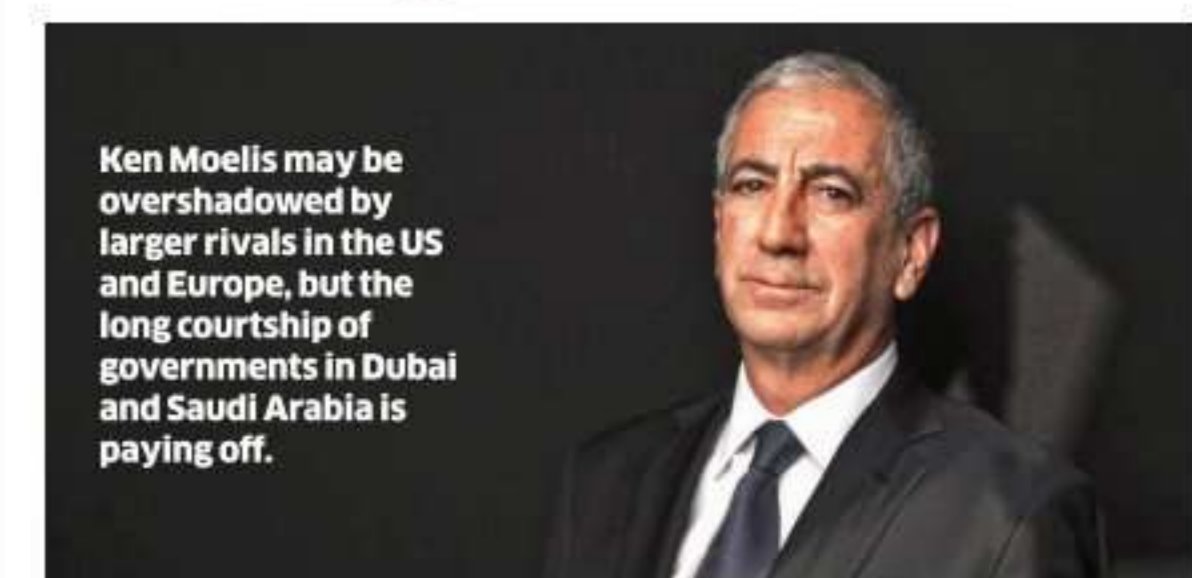 Ken Moelis may be
overshadowed by
larger rivals in the US
and Europe, but the
long courtship of
governments in Dubai
and Saudi Arabia is
paying off.